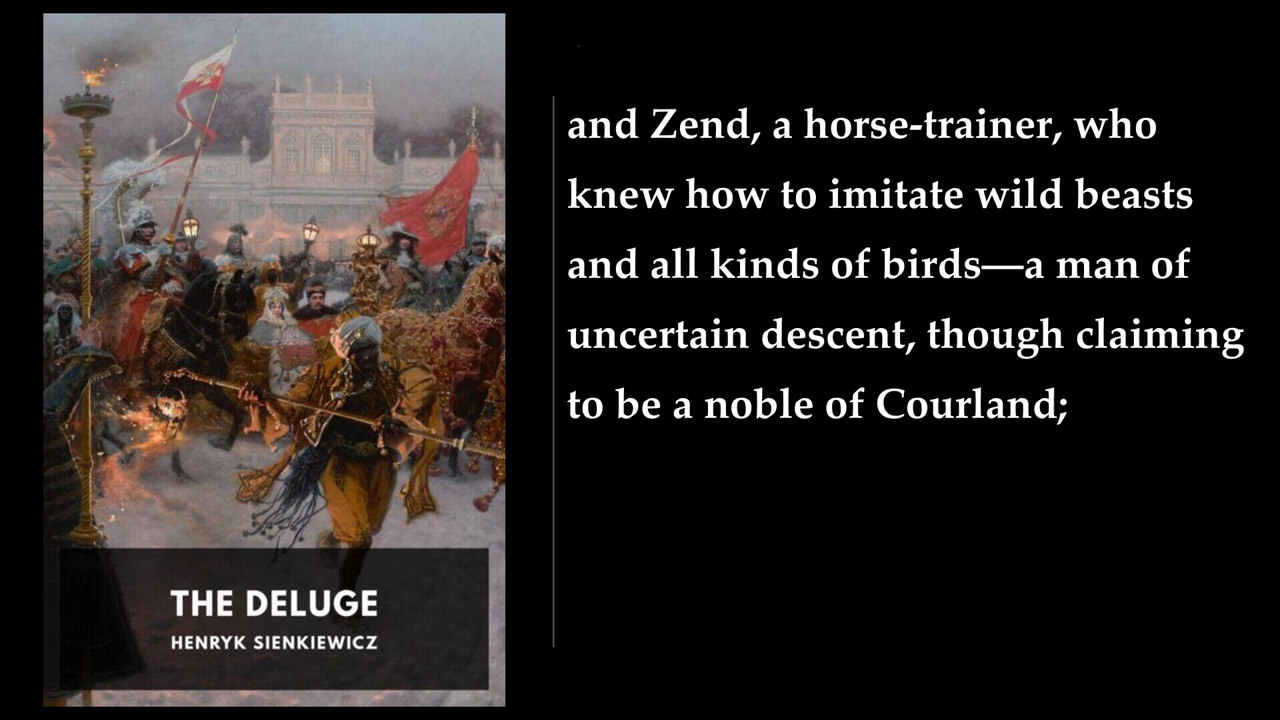 THE DELUGE
HENRYK SIENKIEWICZ
and Zend, a horse-trainer, who
knew how to imitate wild beasts
and all kinds of birds—a man of
uncertain descent, though claiming
to be a noble of Courland;